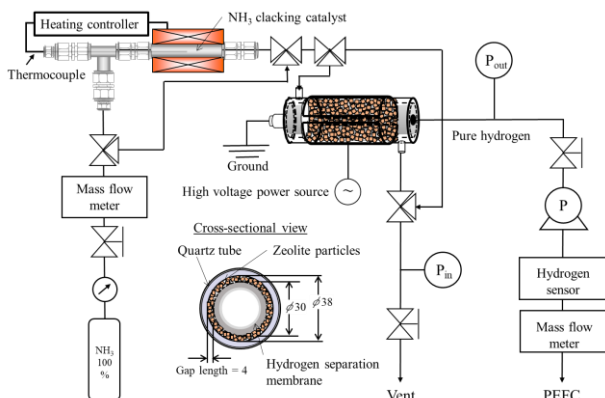 Heating controller
NH3 clacking catalyst
Thermocouple
Pout
Pure hydrogen
Ground
High voltage power source
~
Mass flow
meter
Cross-sectional view
Quartz tube
Zeolite particles
Pin
P
Hydrogen
sensor
ϕ30
ϕ38
NH3
100
%
Gap length = 4
Hydrogen separation
membrane
Mass flow
meter
Vent
PEFC